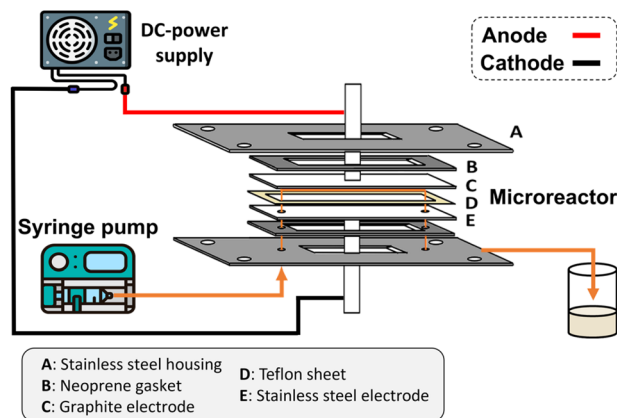 DC-power
supply
Anode
Cathode
A
B
C
D
E
Microreactor
Syringe pump
A: Stainless steel housing
B: Neoprene gasket
C: Graphite electrode
D: Teflon sheet
E: Stainless steel electrode